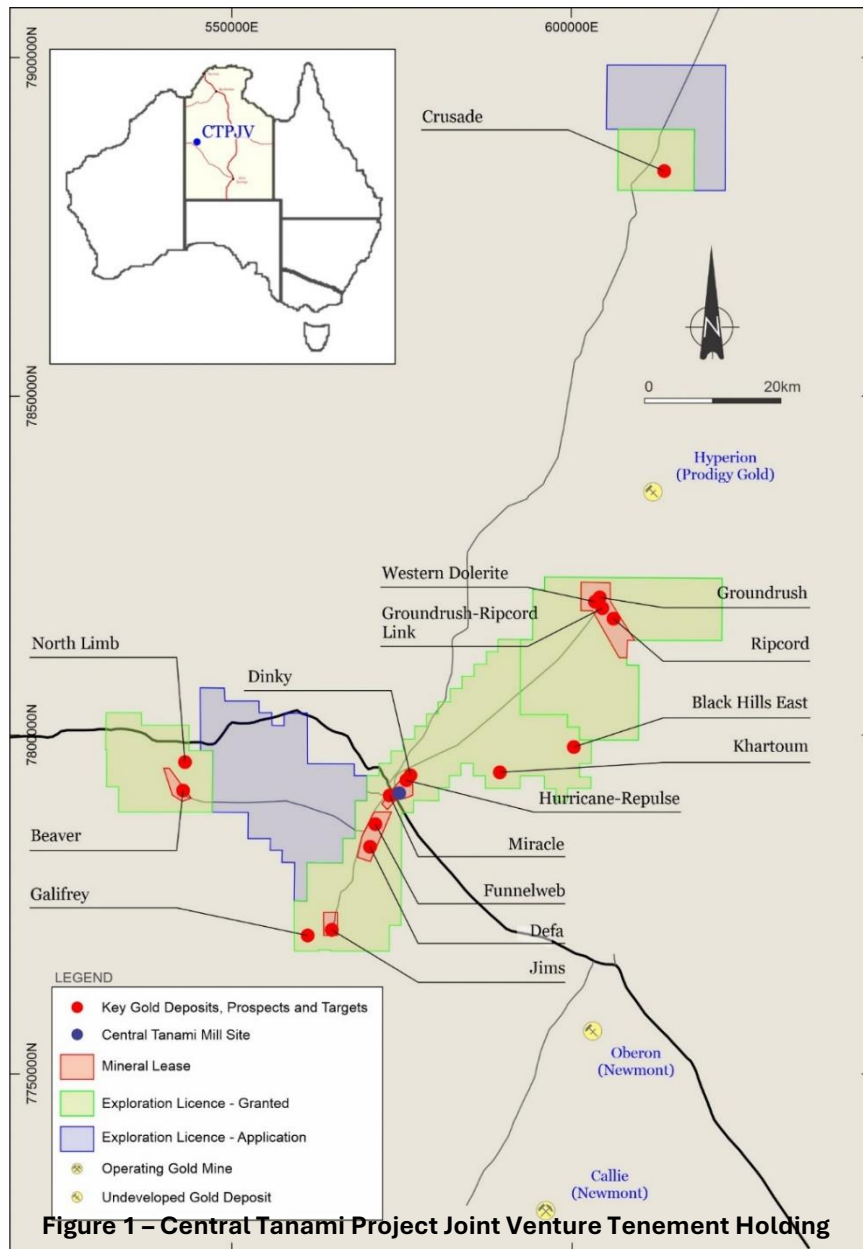 550000E
600000E
7900000N
7850000N
7800000N
7750000N
CTPJV
Crusade
N
0
20km
Hyperion
(Prodigy Gold)
Western Dolerite
Groundrush-Ripcord
Link
Groundrush
Ripcord
North Limb
Dinky
Black Hills East
Khartoum
Hurricane-Repulse
Beaver
Miracle
Galifrey
Funnelweb
Defa
Jims
Oberon
(Newmont)
Callie
(Newmont)
LEGEND
Key Gold Deposits, Prospects and Targets
Central Tanami Mill Site
Mineral Lease
Exploration Licence - Granted
Exploration Licence - Application
Operating Gold Mine
Undeveloped Gold Deposit
Figure 1 – Central Tanami Project Joint Venture Tenement Holding